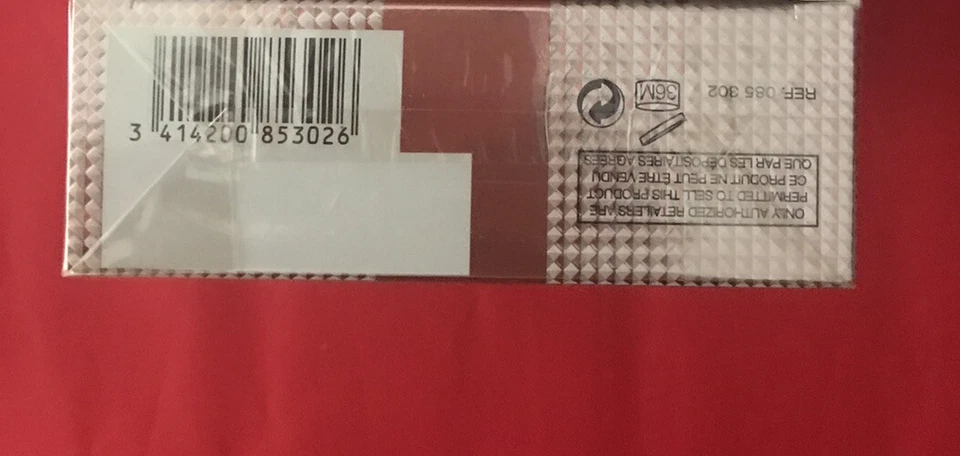 3 414200 853026
REF. 085 302
36M
ONLY AUTHORIZED RETAILERS ARE
PERMITTED TO SELL THIS PRODUCT
CE PRODUIT NE PEUT ÊTRE VENDU
QUE PAR LES DÉPOSITAIRES AGRÉÉS